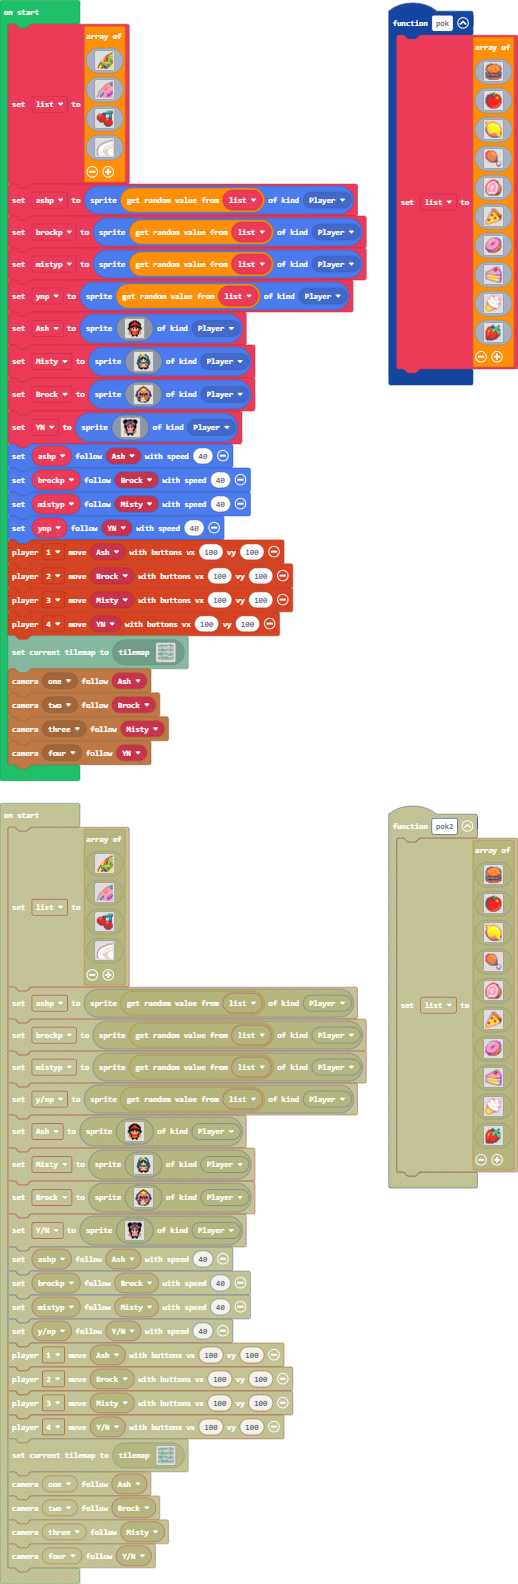 on start
array of
set list to
set ashp to sprite get random value from list of kind Player
set brockp to sprite get random value from list of kind Player
set mistyp to sprite get random value from list of kind Player
set ynp to sprite get random value from list of kind Player
set Ash to sprite of kind Player
set Misty to sprite of kind Player
set Brock to sprite of kind Player
set YN to sprite of kind Player
set ashp follow Ash with speed 40
set brockp follow Brock with speed 40
set mistyp follow Misty with speed 40
set ynp follow YN with speed 40
player 1 move Ash with buttons vx 100 vy 100
player 2 move Brock with buttons vx 100 vy 100
player 3 move Misty with buttons vx 100 vy 100
player 4 move YN with buttons vx 100 vy 100
set current tilemap to tilemap
camera one follow Ash
camera two follow Brock
camera three follow Misty
camera four follow YN
function pok
array of
set list to
on start
array of
set list to
set ashp to sprite get random value from list of kind Player
set brockp to sprite get random value from list of kind Player
set mistyp to sprite get random value from list of kind Player
set y/np to sprite get random value from list of kind Player
set Ash to sprite of kind Player
set Misty to sprite of kind Player
set Brock to sprite of kind Player
set Y/N to sprite of kind Player
set ashp follow Ash with speed 40
set brockp follow Brock with speed 40
set mistyp follow Misty with speed 40
set y/np follow Y/N with speed 40
player 1 move Ash with buttons vx 100 vy 100
player 2 move Brock with buttons vx 100 vy 100
player 3 move Misty with buttons vx 100 vy 100
player 4 move Y/N with buttons vx 100 vy 100
set current tilemap to tilemap
camera one follow Ash
camera two follow Brock
camera three follow Misty
camera four follow Y/N
function pok2
array of
set list to